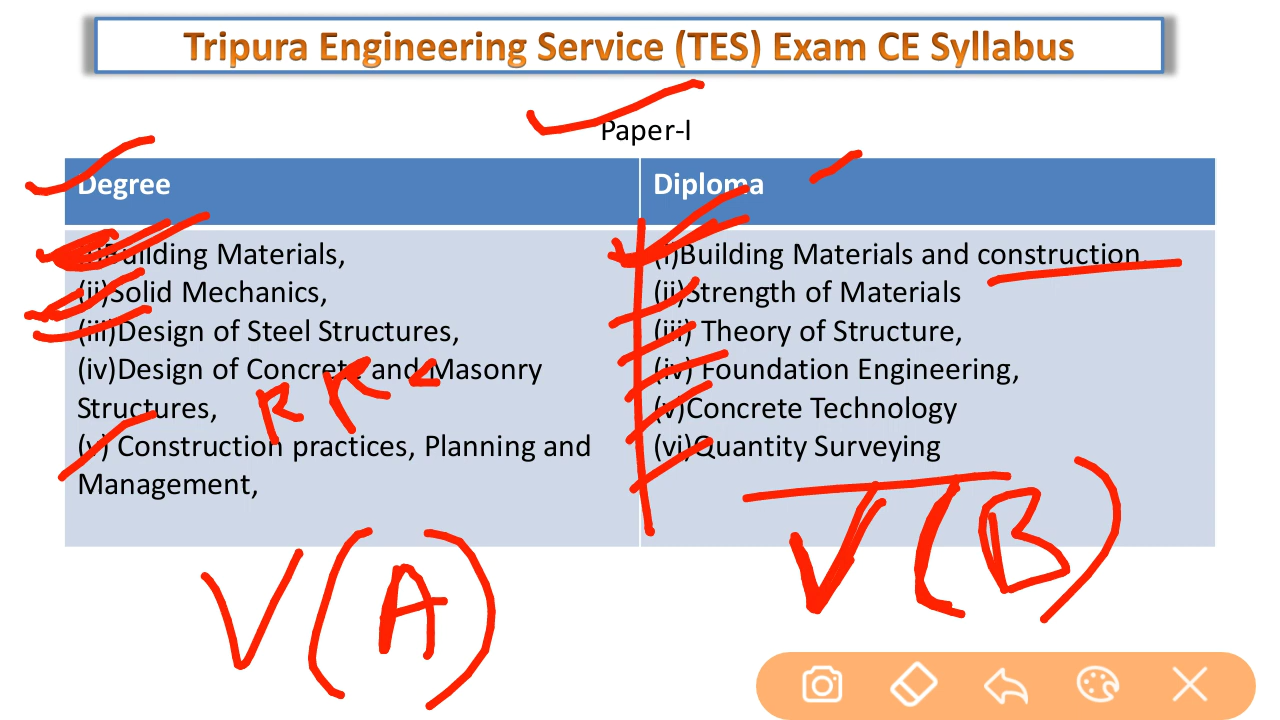 Tripura Engineering Service (TES) Exam CE Syllabus
Paper-I
Degree
(i)Building Materials,
(ii)Solid Mechanics,
(iii)Design of Steel Structures,
(iv)Design of Concrete and Masonry
Structures,
(v) Construction practices, Planning and
Management,
Diploma
(i)Building Materials and construction,
(ii)Strength of Materials
(iii) Theory of Structure,
(iv) Foundation Engineering,
(v)Concrete Technology
(vi)Quantity Surveying
V(A)
V(B)